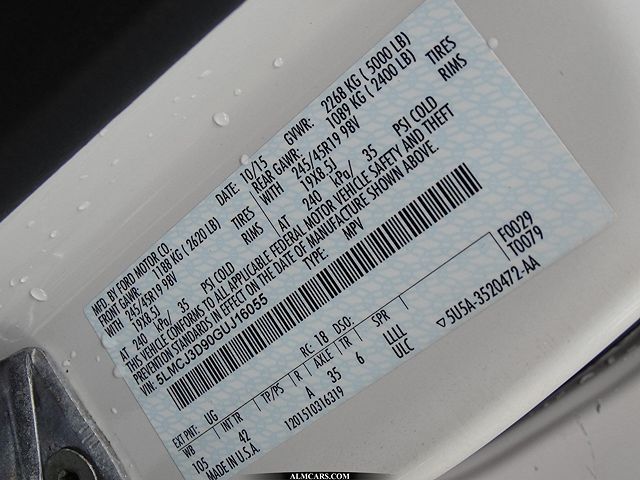 MFD. BY FORD MOTOR CO.
DATE: 10/15 GVWR: 2268 KG ( 5000 LB)
FRONT GAWR: 1188 KG ( 2620 LB) REAR GAWR: 1089 KG ( 2400 LB)
WITH 245/45R19 98V TIRES WITH 245/45R19 98V TIRES
19X8.5J RIMS 19X8.5J RIMS
AT 240 kPa/ 35 PSI COLD AT 240 kPa/ 35 PSI COLD
THIS VEHICLE CONFORMS TO ALL APPLICABLE FEDERAL MOTOR VEHICLE SAFETY AND THEFT
PREVENTION STANDARDS IN EFFECT ON THE DATE OF MANUFACTURE SHOWN ABOVE.
VIN: 5LMCJ3D90GUJ16055 TYPE: MPV
F0029
T0079
EXT PNT: UG RC: 18 DSO:
WB INT TR TP/PS R AXLE TR SPR
105 42 A 35 6 LLLL
MADE IN U.S.A. ULC
1201510316319
▽5U5A-3520472-AA
ALMCARS.COM